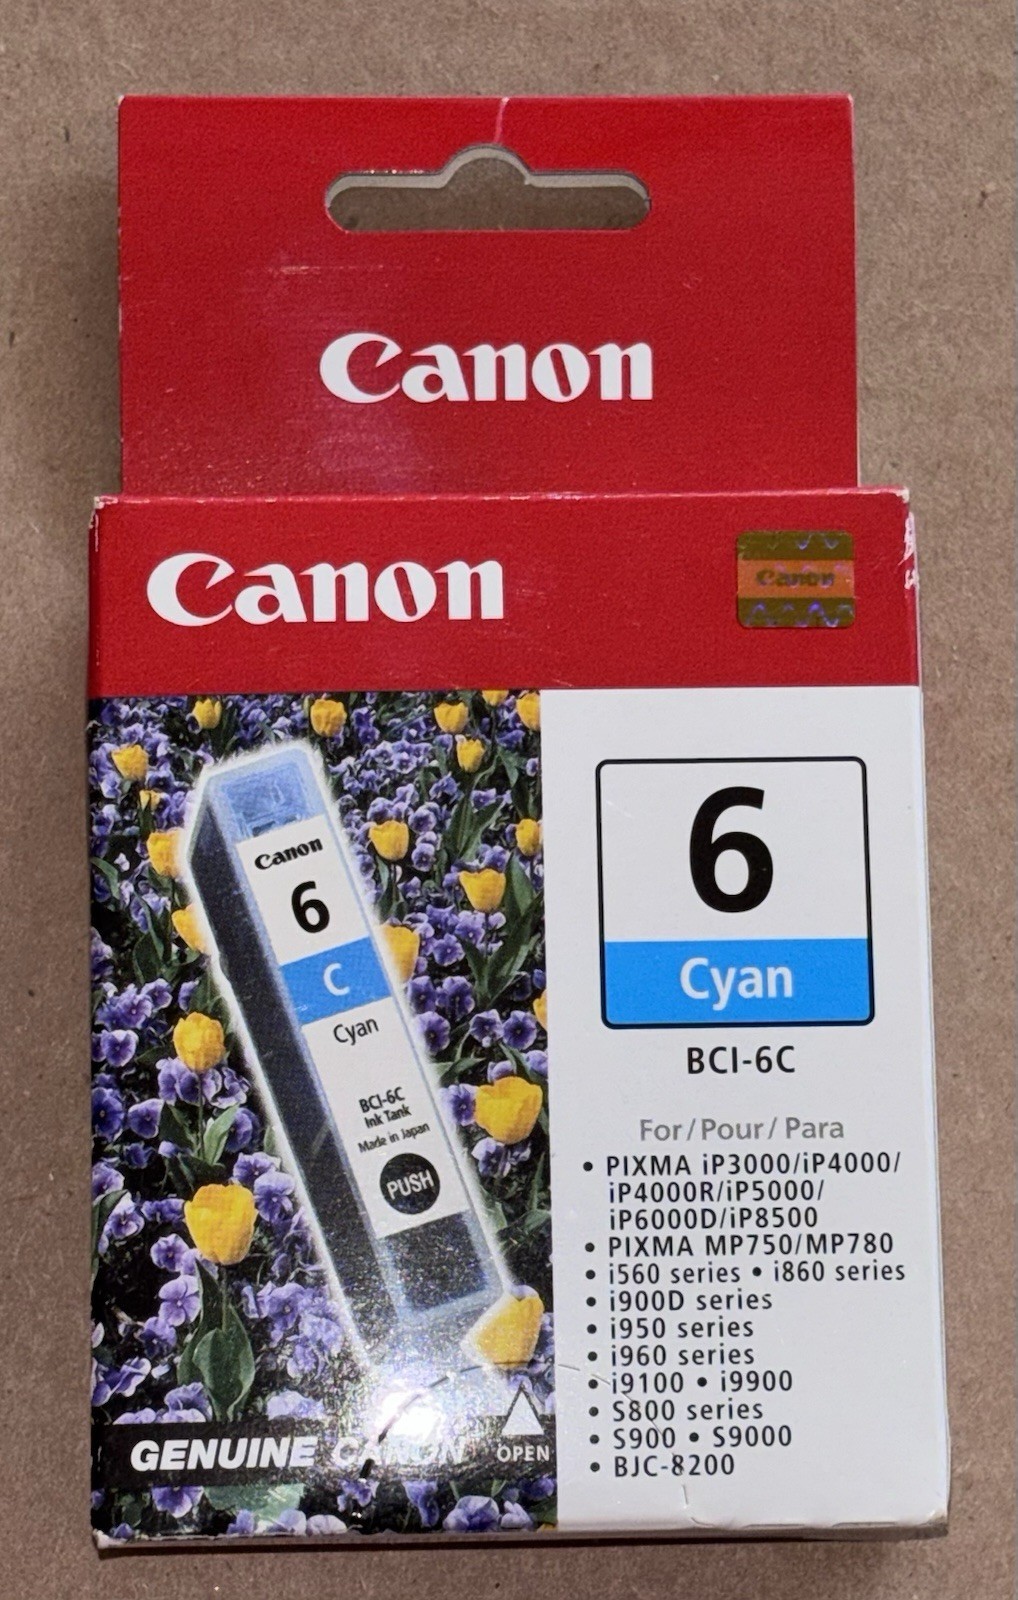 Canon
Canon
Canon
Canon
6
C
Cyan
BCI-6C
Ink Tank
Made in Japan
PUSH
GENUINE CANON
OPEN
6
Cyan
BCI-6C
For/Pour/Para
• PIXMA iP3000/iP4000/
iP4000R/iP5000/
iP6000D/iP8500
• PIXMA MP750/MP780
• i560 series • i860 series
• i900D series
• i950 series
• i960 series
• i9100 • i9900
• S800 series
• S900 • S9000
• BJC-8200